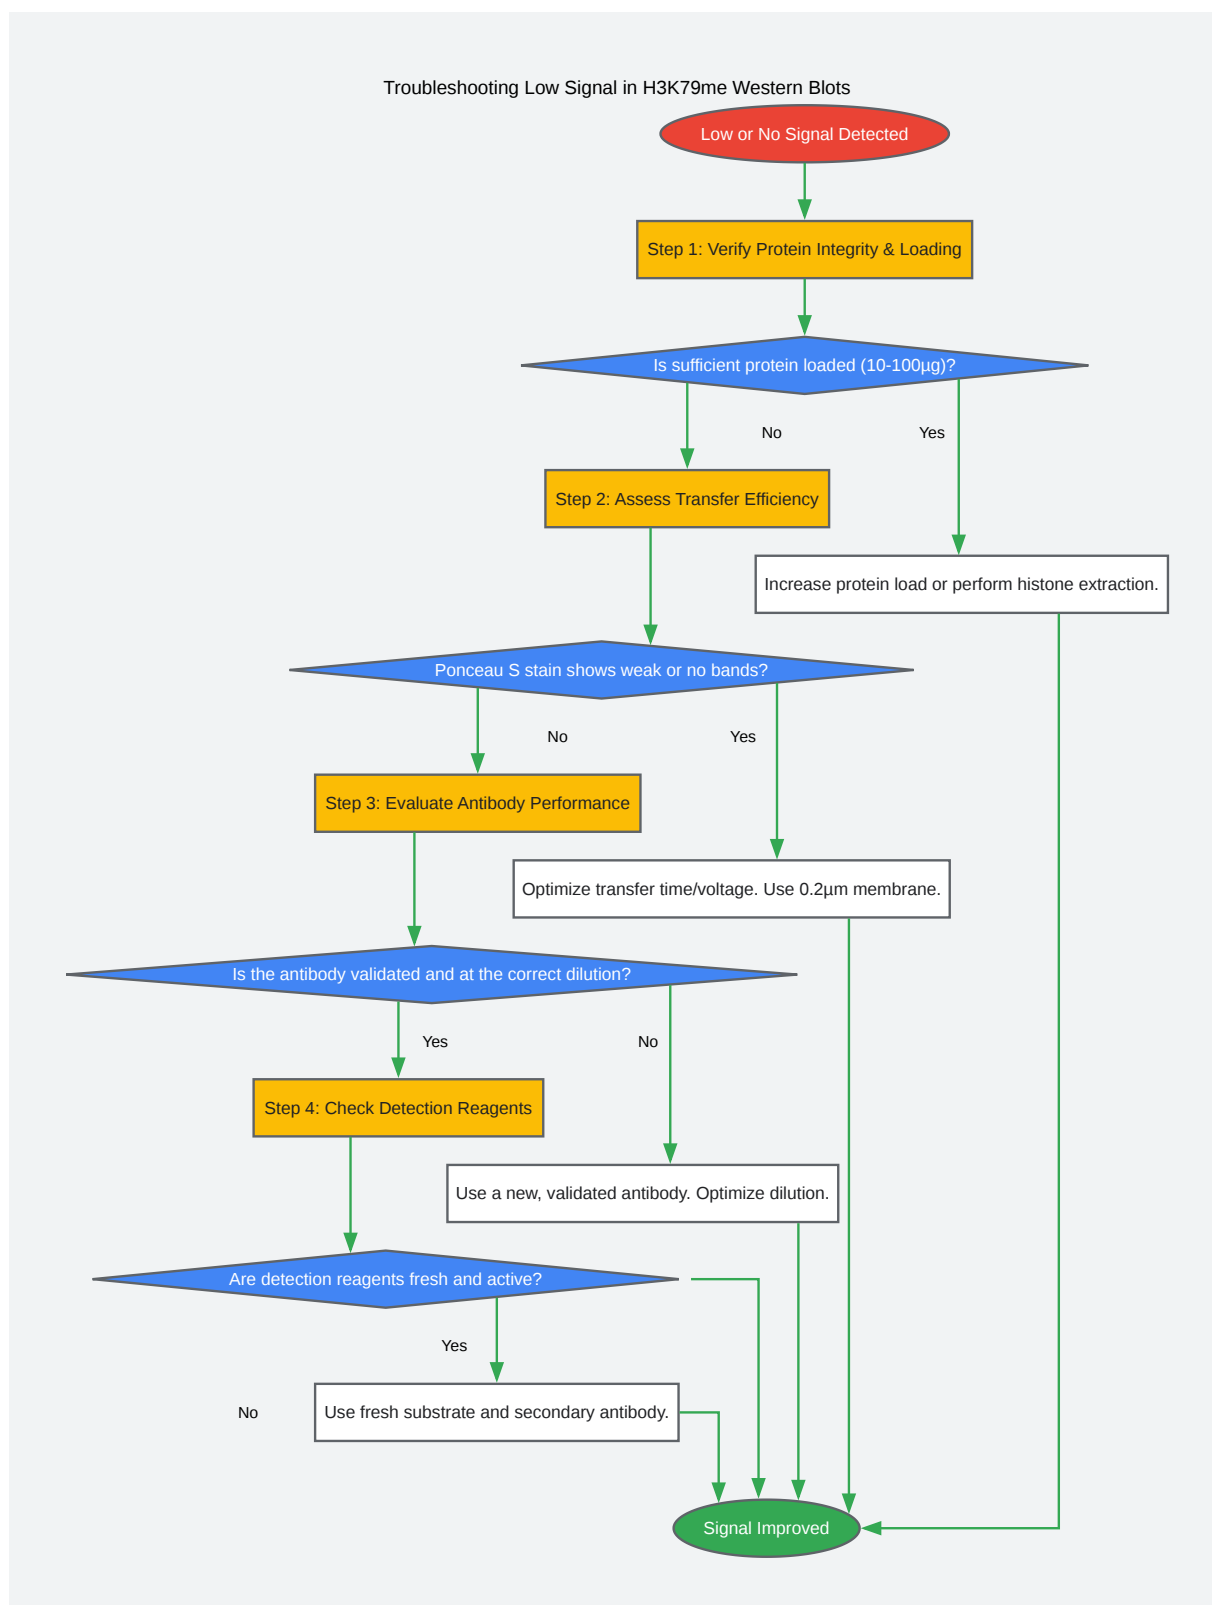 Troubleshooting Low Signal in H3K79me Western Blots
Low or No Signal Detected
Step 1: Verify Protein Integrity & Loading
Is sufficient protein loaded (10-100µg)?
No
Yes
Step 2: Assess Transfer Efficiency
Increase protein load or perform histone extraction.
Ponceau S stain shows weak or no bands?
No
Yes
Step 3: Evaluate Antibody Performance
Optimize transfer time/voltage. Use 0.2µm membrane.
Is the antibody validated and at the correct dilution?
Yes
No
Step 4: Check Detection Reagents
Use a new, validated antibody. Optimize dilution.
Are detection reagents fresh and active?
Yes
No
Use fresh substrate and secondary antibody.
Signal Improved